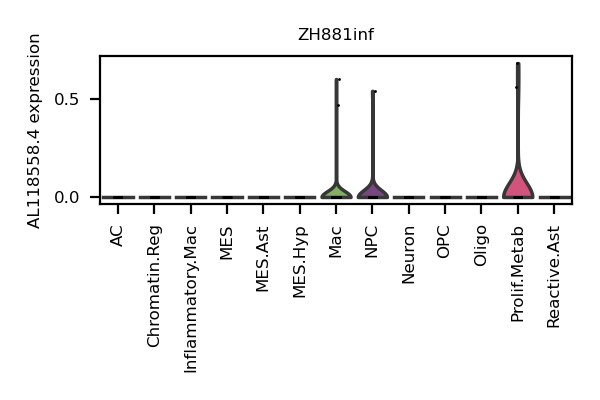 ZH881inf
AL118558.4 expression
0.5
0.0
AC
Chromatin.Reg
Inflammatory.Mac
MES
MES.Ast
MES.Hyp
Mac
NPC
Neuron
OPC
Oligo
Prolif.Metab
Reactive.Ast